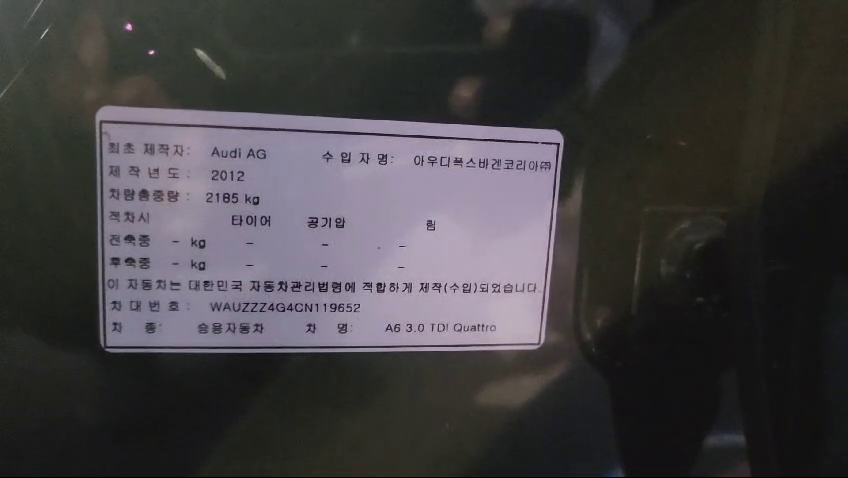 최초 제작자: Audi AG 수 입 자 명: 아우디폭스바겐코리아㈜
제 작 년 도 : 2012
차량총중량 : 2185 kg
적차시 타이어 공기압 림
전축중 - kg - - -
후축중 - kg - - -
이 자동차는 대한민국 자동차관리법령에 적합하게 제작(수입)되었습니다.
차 대 번 호 : WAUZZZ4G4CN119652
차 종: 승용자동차 차 명: A6 3.0 TDI Quattro